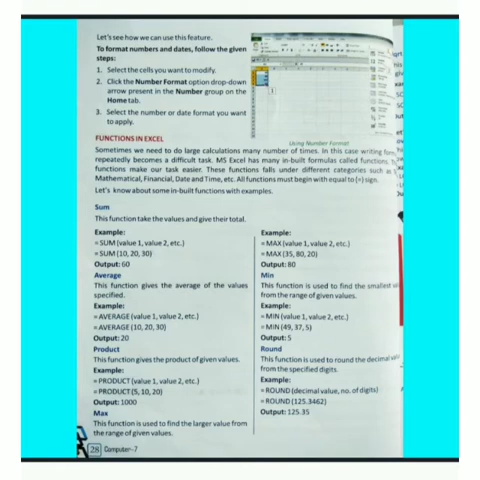 Let's see how we can use this feature.
To format numbers and dates, follow the given
steps:
1. Select the cells you want to modify.
2. Click the Number Format option drop-down
arrow present in the Number group on the
Home tab.
3. Select the number or date format you want
to apply.
Using Number Format
FUNCTIONS IN EXCEL
Sometimes we need to do large calculations many number of times. In this case writing form
repeatedly becomes a difficult task. MS Excel has many in-built formulas called functions.
functions make our task easier. These functions falls under different categories such as
Mathematical, Financial, Date and Time, etc. All functions must begin with equal to (=) sign.
Let's know about some in-built functions with examples.
Sum
This function take the values and give their total.
Example:
= SUM (value 1, value 2, etc.)
= SUM (10, 20, 30)
Output: 60
Average
This function gives the average of the values
specified.
Example:
= AVERAGE (value 1, value 2, etc.)
= AVERAGE (10, 20, 30)
Output: 20
Product
This function gives the product of given values.
Example:
= PRODUCT (value 1, value 2, etc.)
= PRODUCT (5, 10, 20)
Output: 1000
Max
This function is used to find the larger value from
the range of given values.
Example:
= MAX (value 1, value 2, etc.)
= MAX (35, 80, 20)
Output: 80
Min
This function is used to find the smallest
from the range of given values.
Example:
= MIN (value 1, value 2, etc.)
= MIN (49, 37, 5)
Output: 5
Round
This function is used to round the decimal
from the specified digits.
Example:
= ROUND (decimal value, no. of digits)
= ROUND (125.3462)
Output: 125.35
28 Computer-7